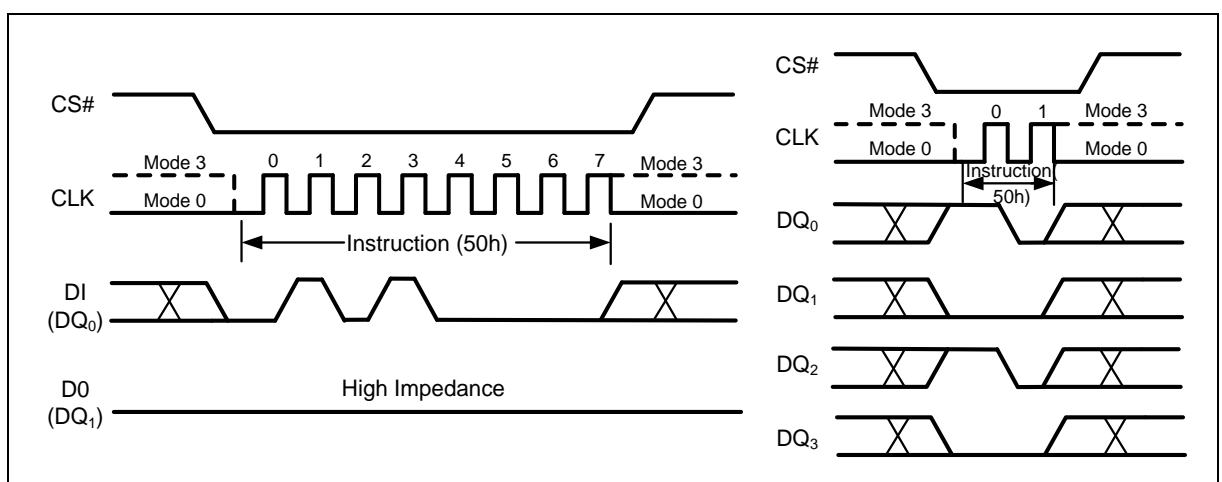 CS#
Mode 3 0 1 2 3 4 5 6 7 Mode 3
CLK
Mode 0 Mode 0
Instruction (50h)
DI
(DQ0)
D0
(DQ1)
High Impedance
CS#
Mode 3 0 1 Mode 3
CLK
Mode 0 Mode 0
Instruction(
50h)
DQ0
DQ1
DQ2
DQ3